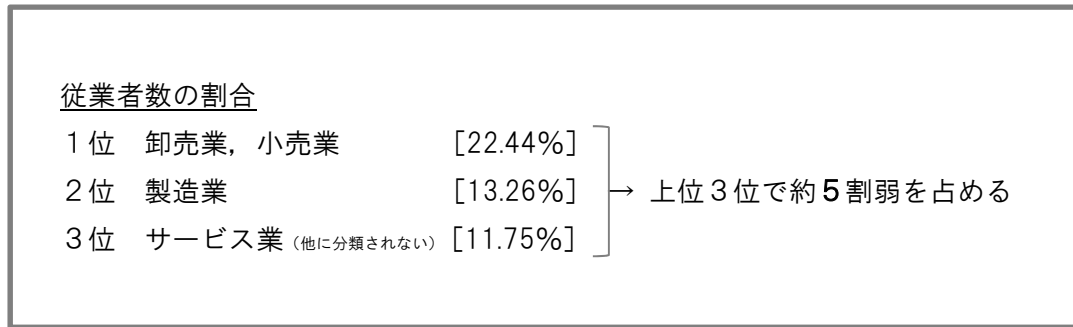 従業者数の割合
1位 卸売業，小売業 [22.44%]
2位 製造業 [13.26%] → 上位3位で約5割弱を占める
3位 サービス業（他に分類されない） [11.75%]